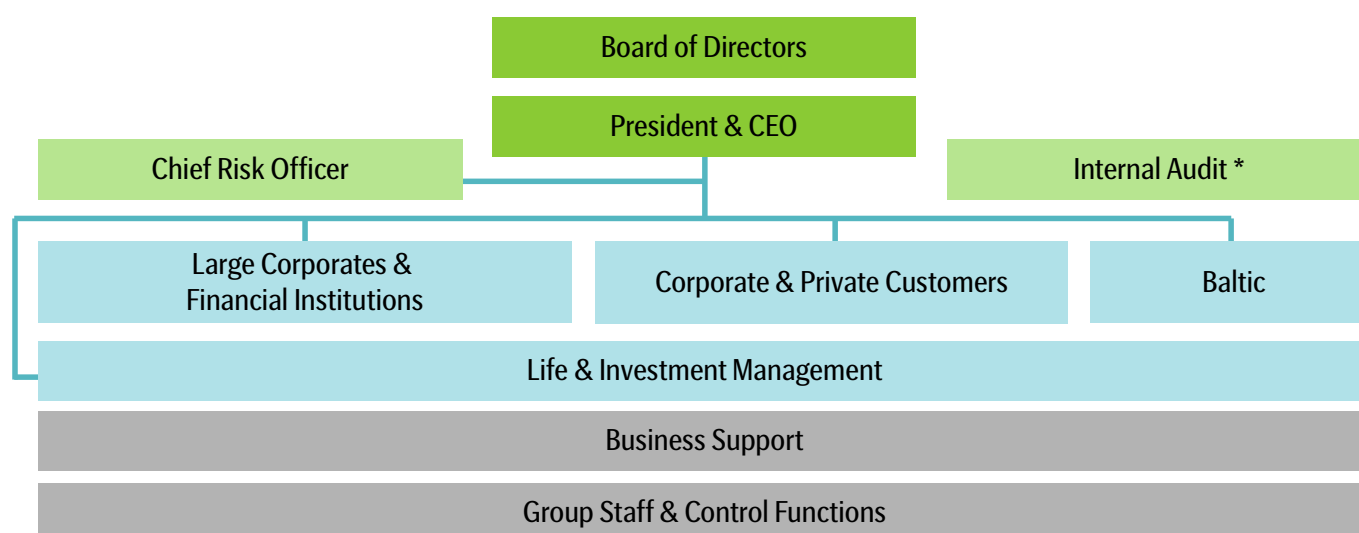 Board of Directors
President & CEO
Chief Risk Officer
Internal Audit *
Large Corporates &
Financial Institutions
Corporate & Private Customers
Baltic
Life & Investment Management
Business Support
Group Staff & Control Functions